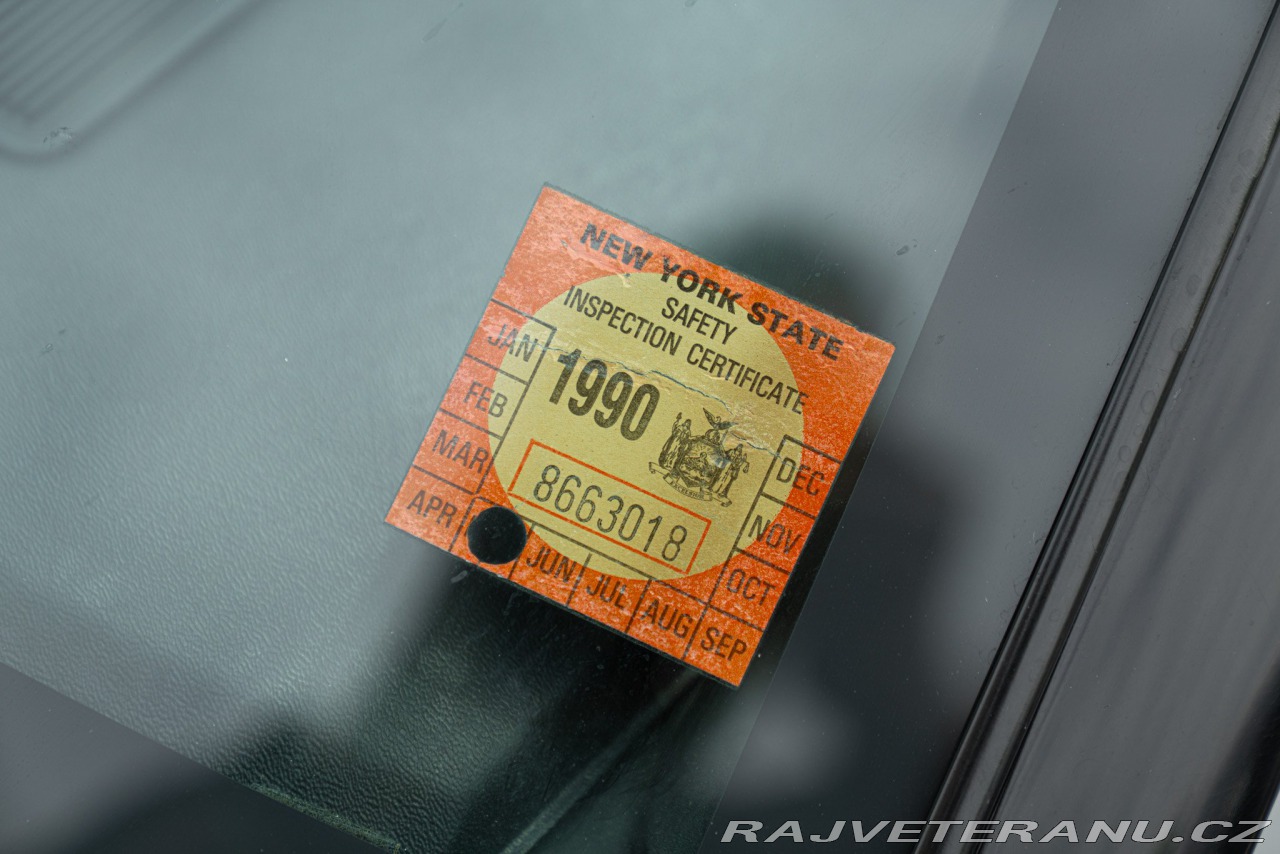 NEW YORK STATE
SAFETY
INSPECTION CERTIFICATE
1990
8663018
JAN
FEB
MAR
APR
JUN
JUL
AUG
SEP
OCT
NOV
DEC
RAJVETERANU.CZ